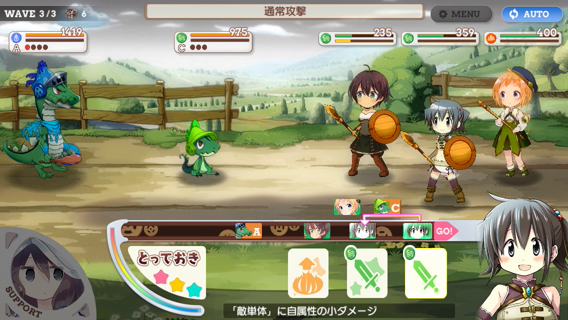 WAVE 3/3 6
通常攻撃
MENU
AUTO
1419
A
975
C
235
359
400
C
A
GO!
とっておき
SUPPORT
「敵単体」に自属性の小ダメージ